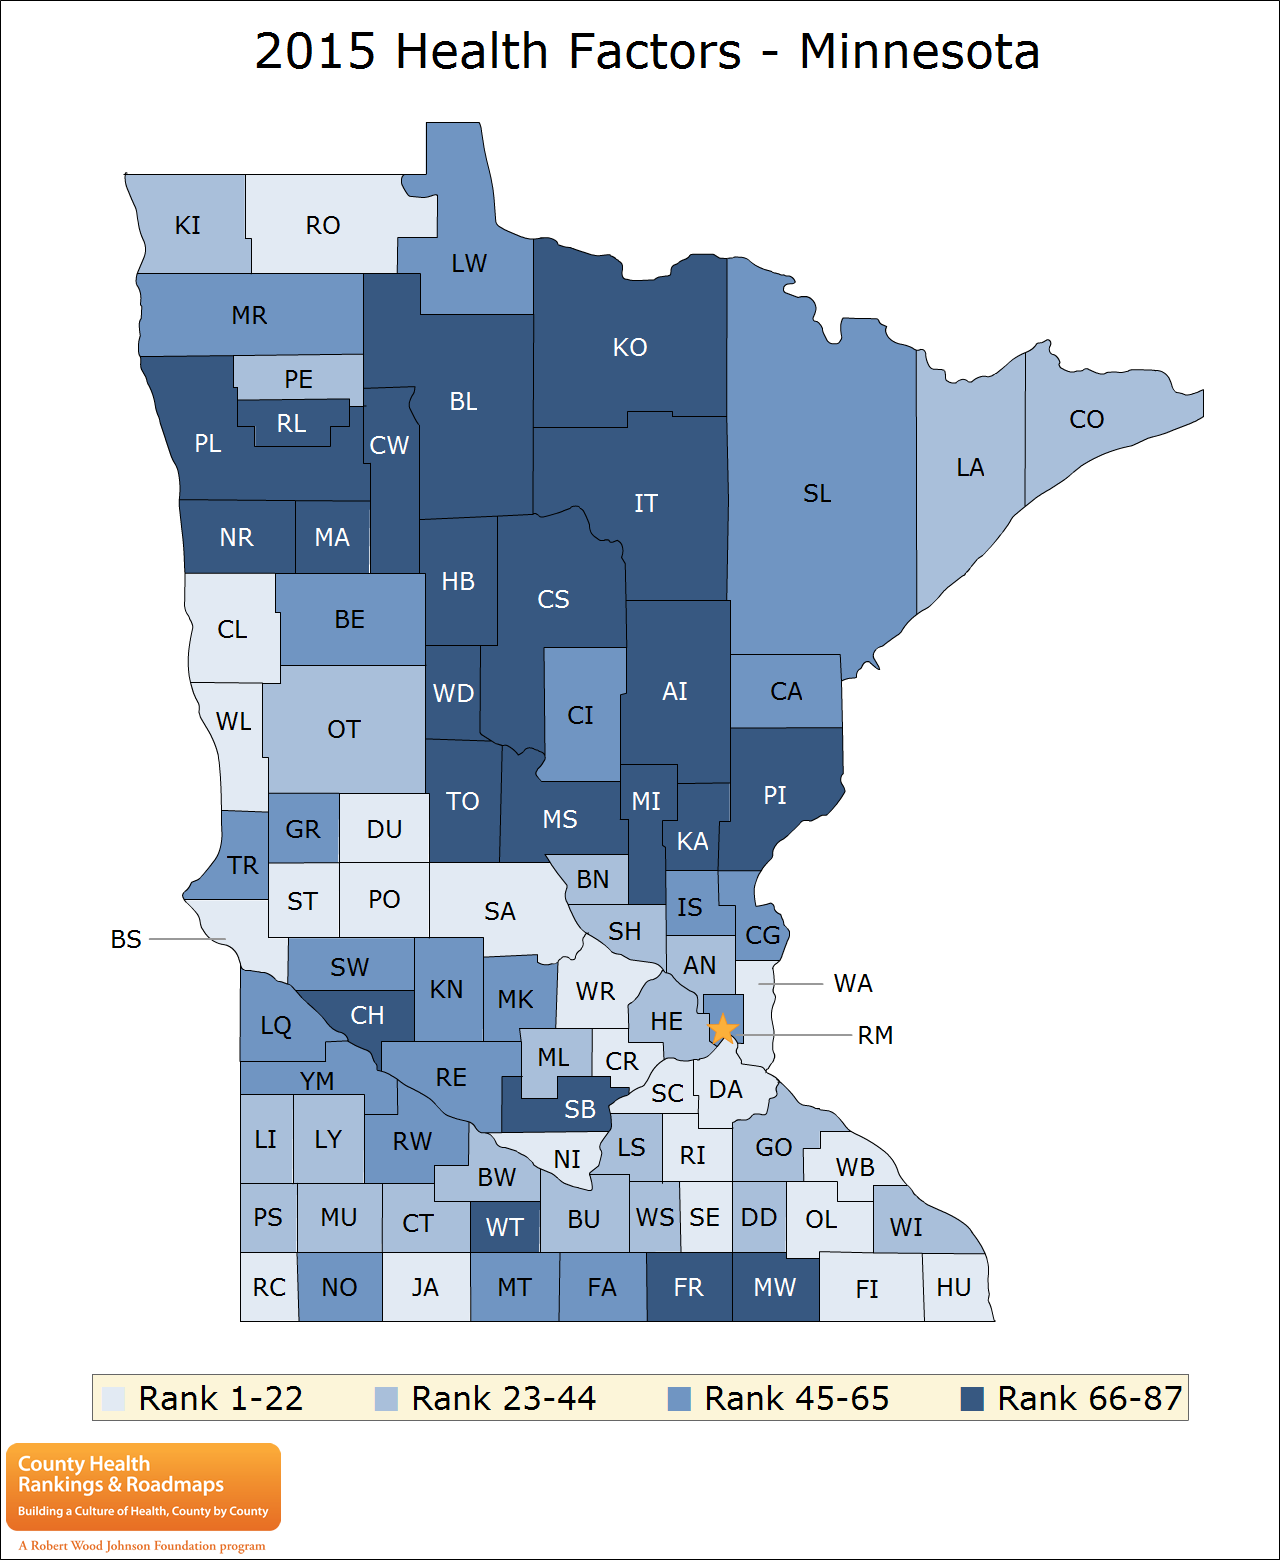 2015 Health Factors - Minnesota
KI
RO
LW
MR
KO
PE
BL
RL
PL
CW
CO
LA
SL
IT
NR
MA
HB
CS
CL
BE
WD
AI
CA
WL
OT
CI
TO
MS
MI
PI
GR
DU
KA
TR
BN
ST
PO
SA
IS
SH
CG
BS
SW
AN
KN
MK
WR
WA
CH
LQ
HE
RM
ML
CR
YM
RE
SC
DA
SB
LI
LY
RW
LS
RI
GO
NI
WB
BW
PS
MU
CT
WT
BU
WS
SE
DD
OL
WI
RC
NO
JA
MT
FA
FR
MW
FI
HU
Rank 1-22 Rank 23-44 Rank 45-65 Rank 66-87
County Health
Rankings & Roadmaps
Building a Culture of Health, County by County
A Robert Wood Johnson Foundation program